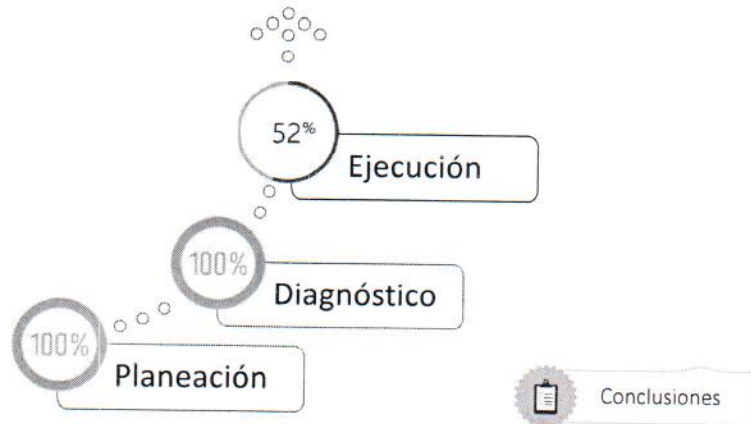 52%
Ejecución
100%
Diagnóstico
100%
Planeación
Conclusiones